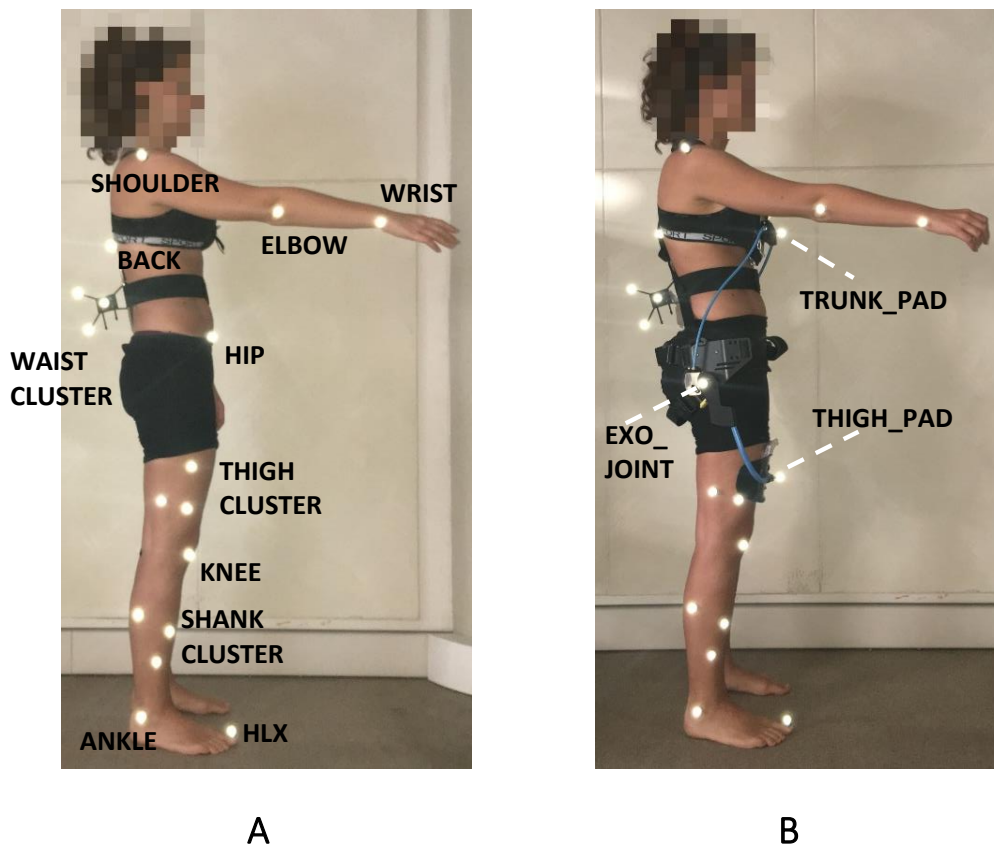 SHOULDER
WRIST
ELBOW
BACK
WAIST
CLUSTER
HIP
THIGH
CLUSTER
KNEE
SHANK
CLUSTER
ANKLE
HLX
A
TRUNK_PAD
THIGH_PAD
EXO_
JOINT
B